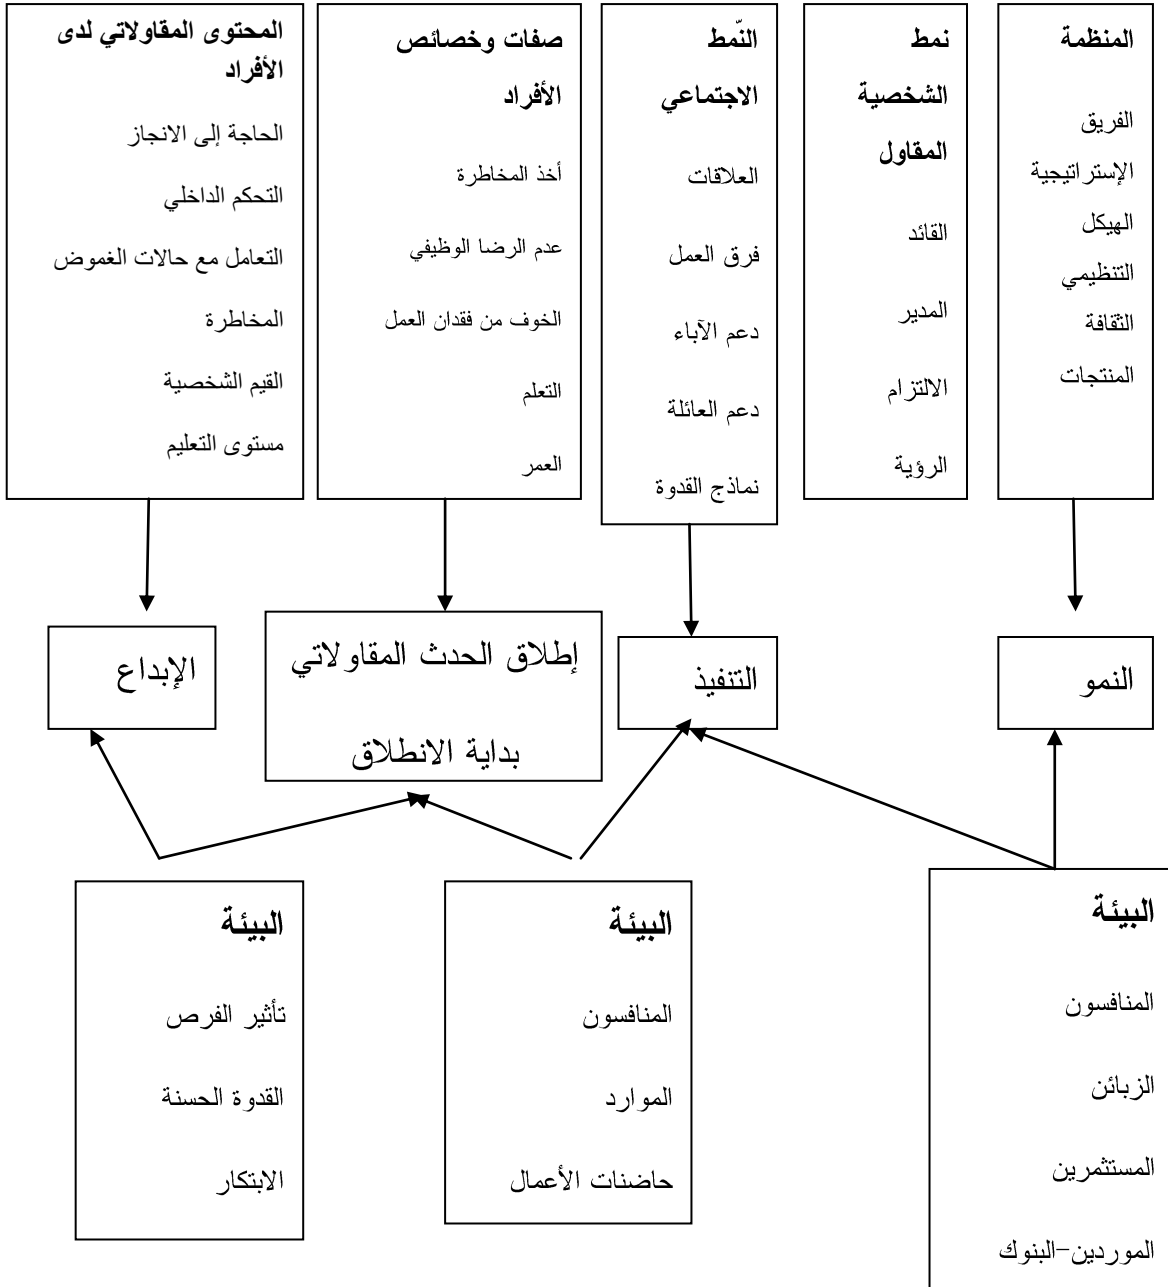 المنظمة
الفريق
الإستراتيجية
الهيكل
التنظيمي
الثقافة
المنتجات
نمط
الشخصية
المقاول
القائد
المدير
الالتزام
الرؤية
النّمط
الاجتماعي
العلاقات
فرق العمل
دعم الآباء
دعم العائلة
نماذج القدوة
صفات وخصائص
الأفراد
أخذ المخاطرة
عدم الرضا الوظيفي
الخوف من فقدان العمل
التعلم
العمر
المحتوى المقاولاتي لدى
الأفراد
الحاجة إلى الانجاز
التحكم الداخلي
التعامل مع حالات الغموض
المخاطرة
القيم الشخصية
مستوى التعليم
النمو
التنفيذ
إطلاق الحدث المقاولاتي
بداية الانطلاق
الإبداع
البيئة
المنافسون
الزبائن
المستثمرين
الموردين-البنوك
البيئة
المنافسون
الموارد
حاضنات الأعمال
البيئة
تأثير الفرص
القدوة الحسنة
الابتكار